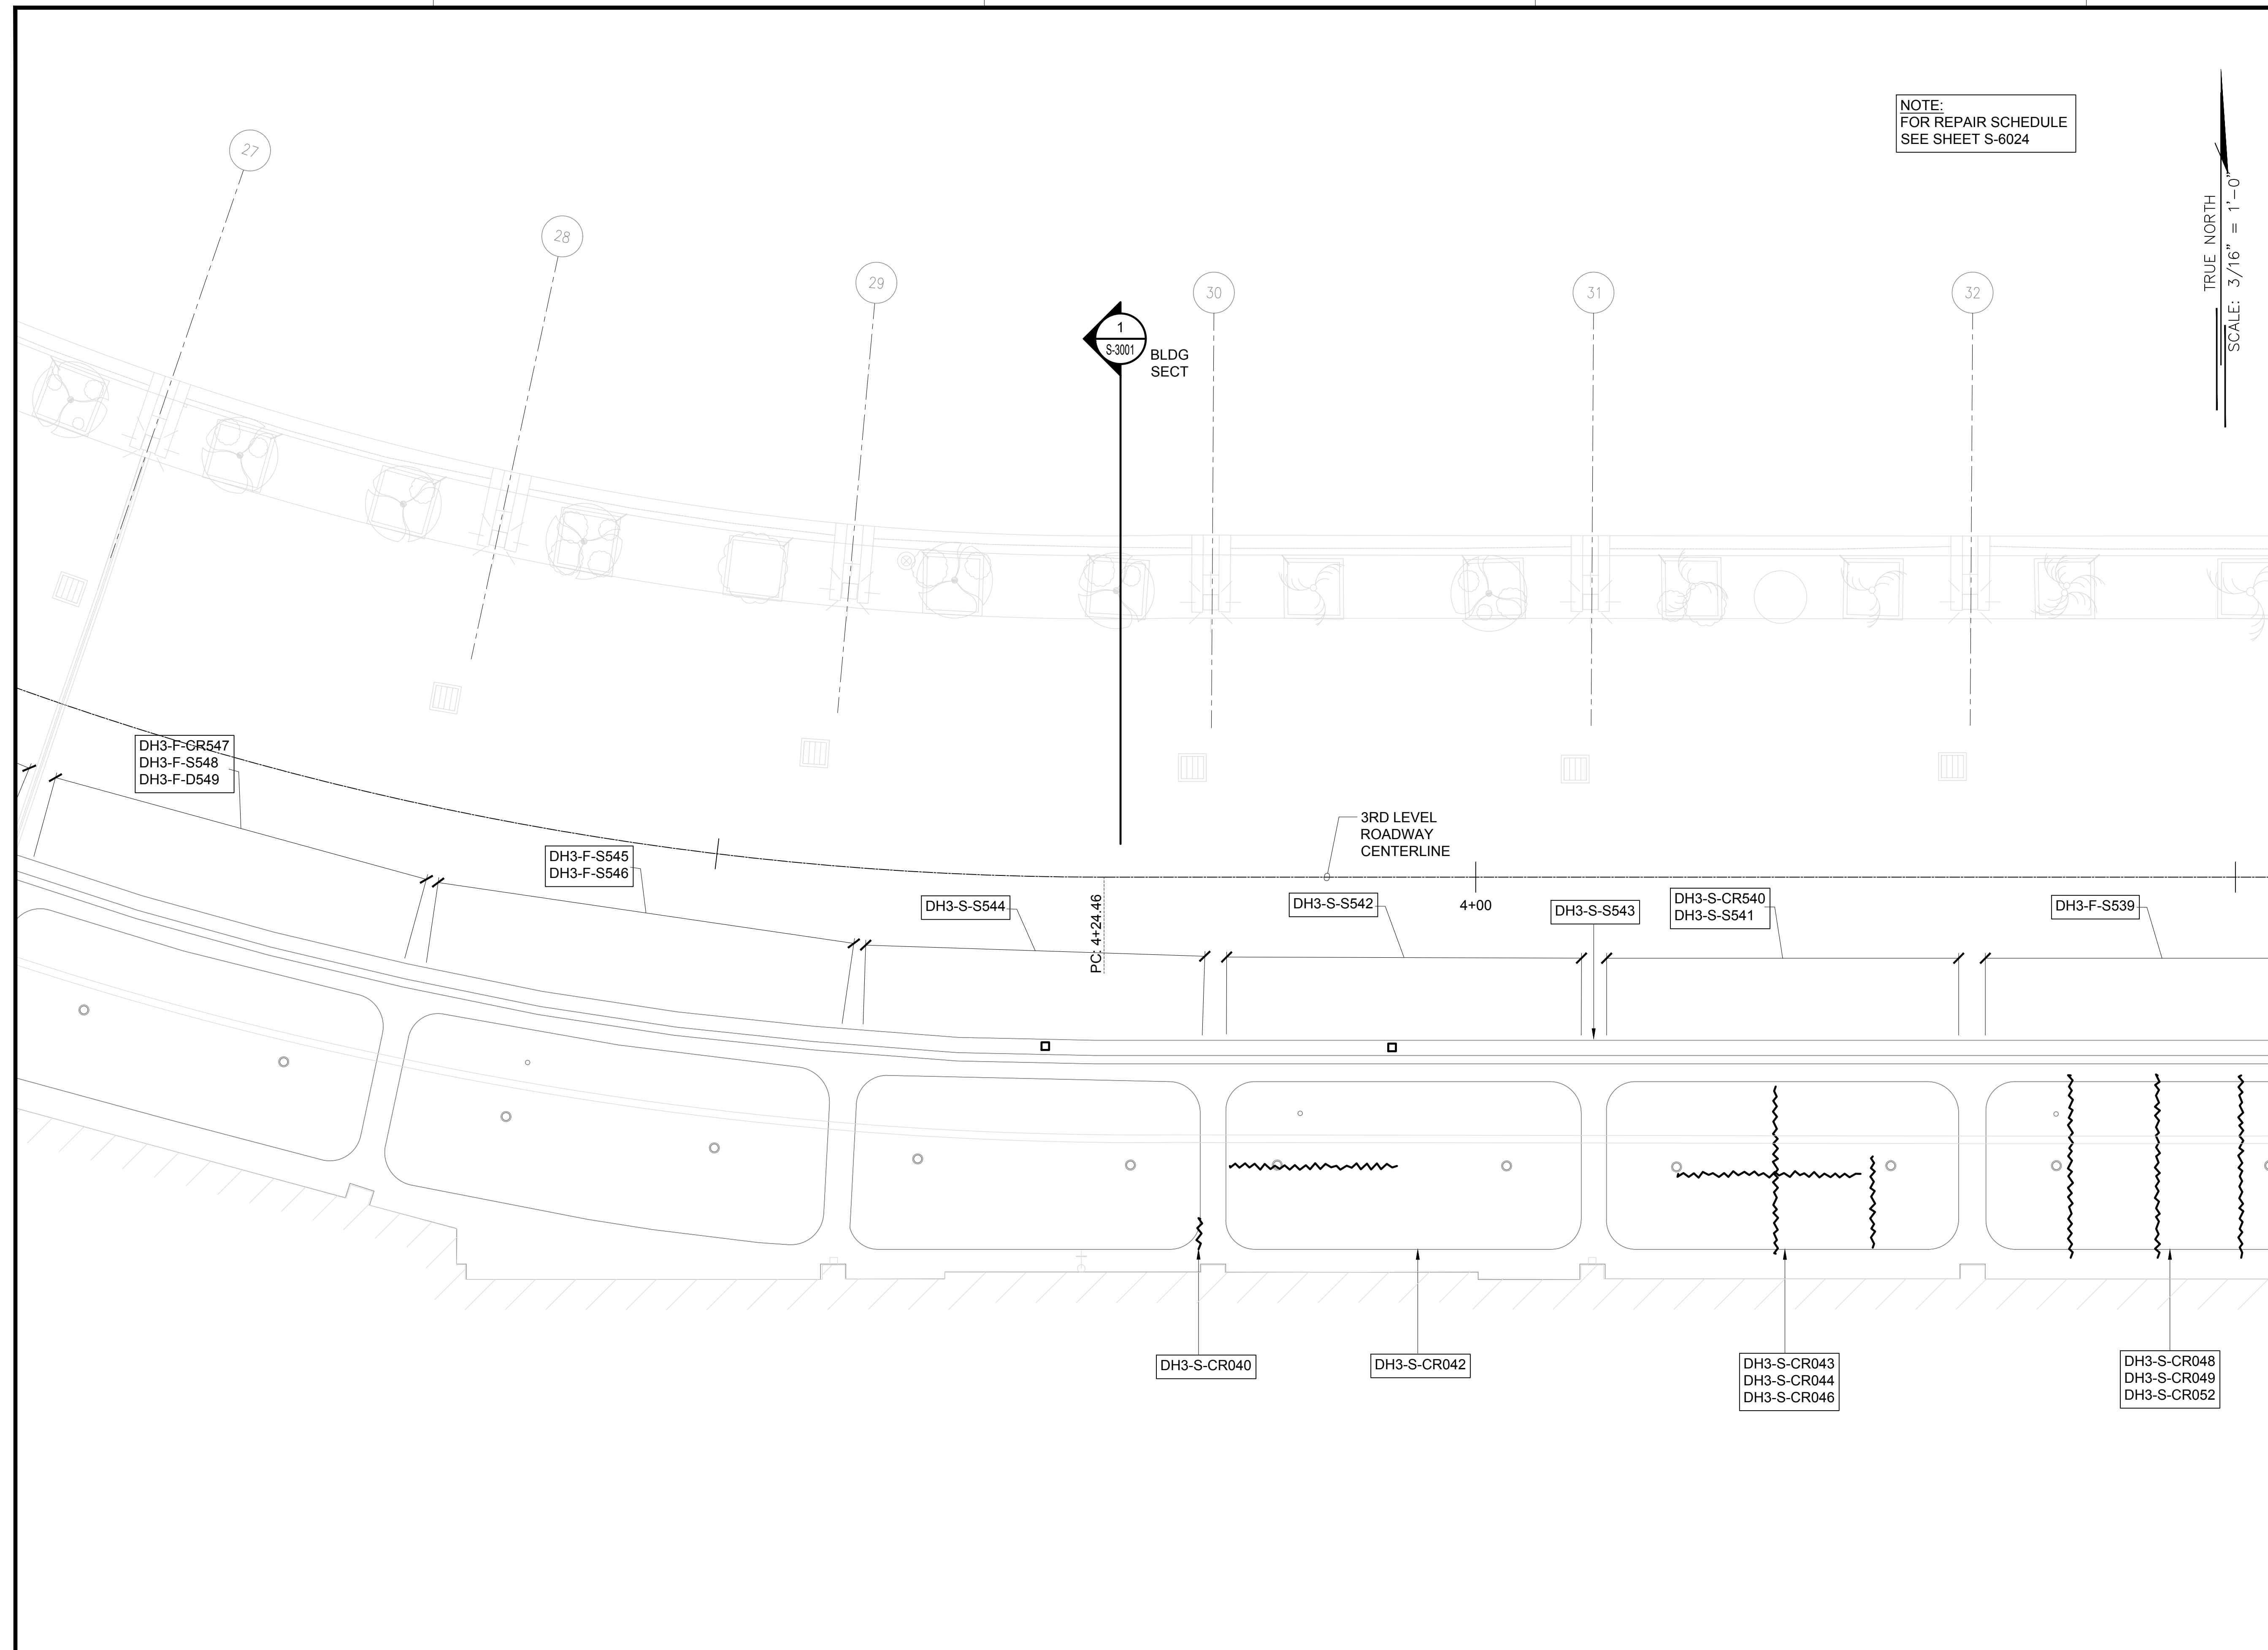 NOTE:
FOR REPAIR SCHEDULE
SEE SHEET S-6024
TRUE NORTH
SCALE: 3/16" = 1'-0"
27
28
29
30
31
32
1
S-3001
BLDG
SECT
DH3-F-CR547
DH3-F-S548
DH3-F-D549
DH3-F-S545
DH3-F-S546
DH3-S-S544
PC: 4+24.46
3RD LEVEL
ROADWAY
CENTERLINE
DH3-S-S542
4+00
DH3-S-S543
DH3-S-CR540
DH3-S-S541
DH3-F-S539
DH3-S-CR040
DH3-S-CR042
DH3-S-CR043
DH3-S-CR044
DH3-S-CR046
DH3-S-CR048
DH3-S-CR049
DH3-S-CR052